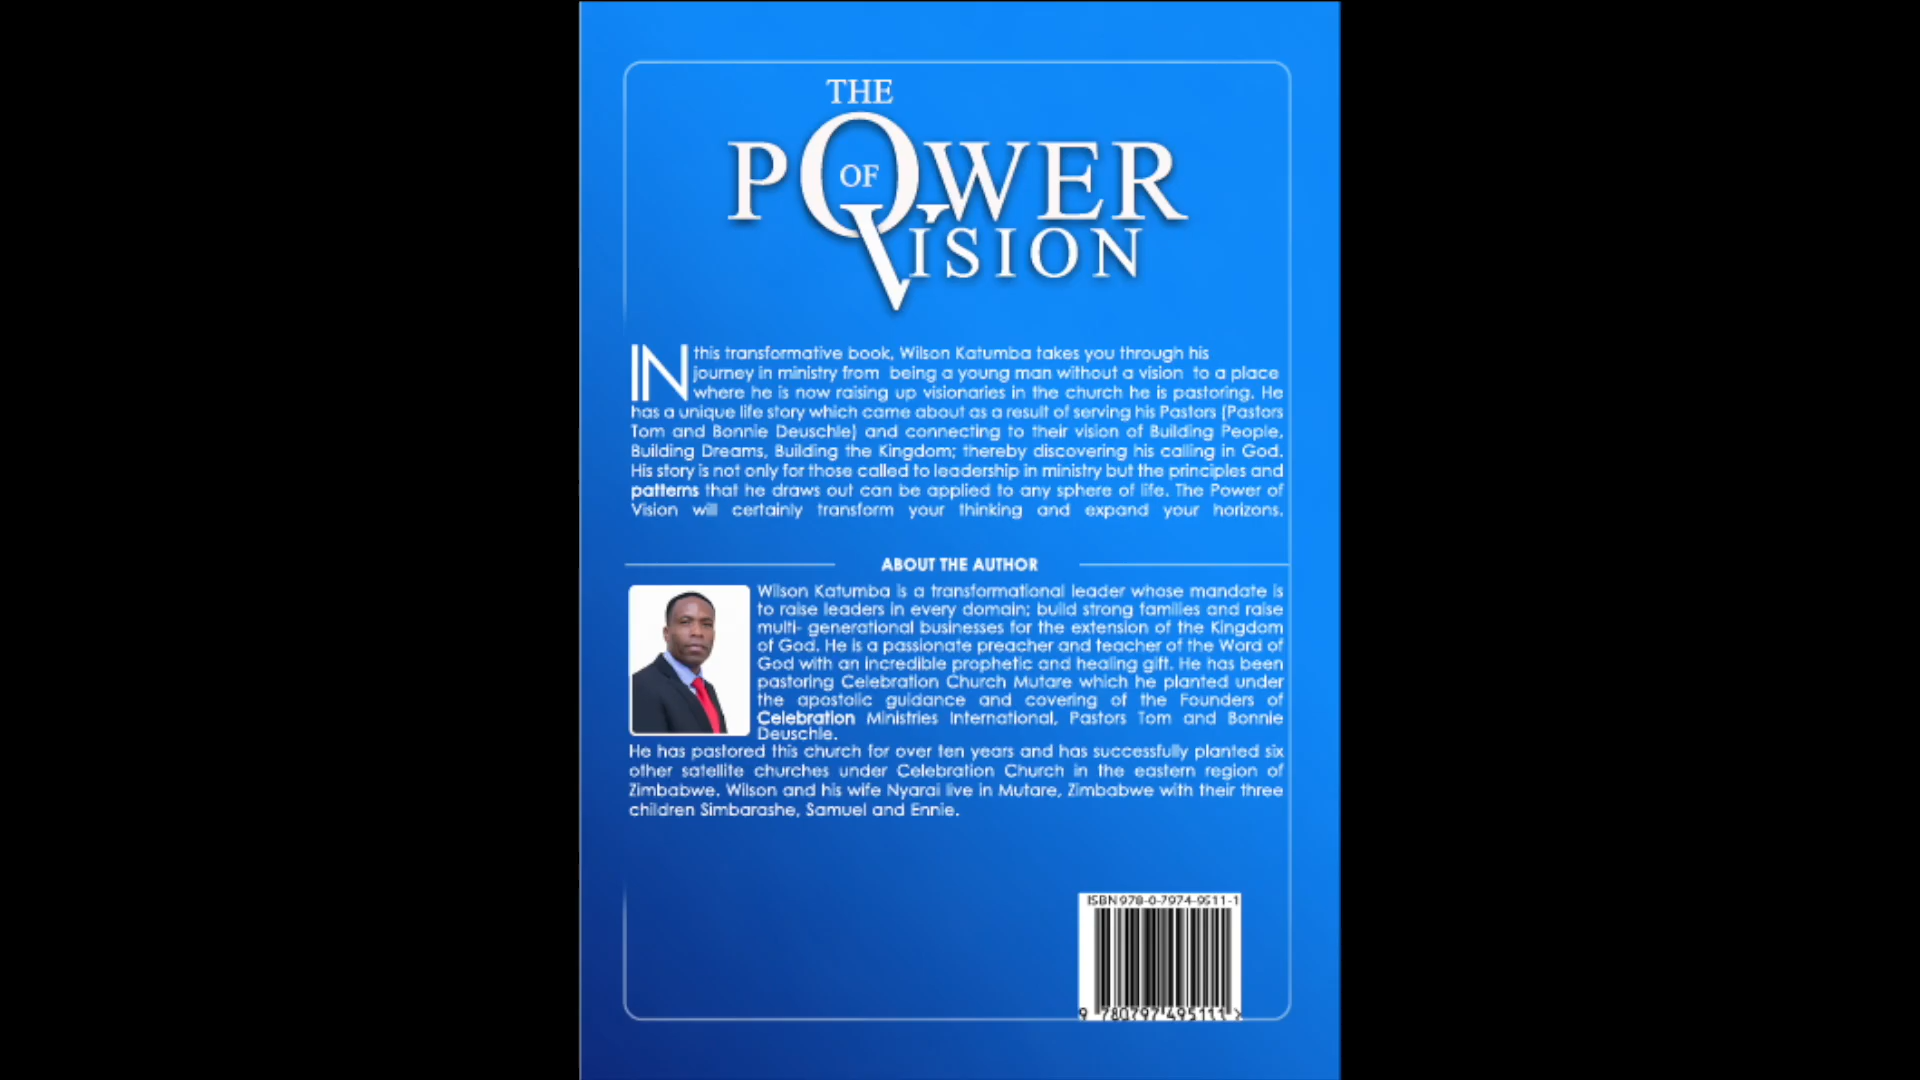 THE
POWER
OF
VISION
IN this transformative book, Wilson Katumba takes you through his
journey in ministry from being a young man without a vision to a place
where he is now raising up visionaries in the church he is pastoring. He
has a unique life story which came about as a result of serving his Pastors (Pastors
Tom and Bonnie Deuschle) and connecting to their vision of Building People,
Building Dreams, Building the Kingdom; thereby discovering his calling in God.
His story is not only for those called to leadership in ministry but the principles and
patterns that he draws out can be applied to any sphere of life. The Power of
Vision will certainly transform your thinking and expand your horizons.
ABOUT THE AUTHOR
Wilson Katumba is a transformational leader whose mandate is
to raise leaders in every domain; build strong families and raise
multi- generational businesses for the extension of the Kingdom
of God. He is a passionate preacher and teacher of the Word of
God with an incredible prophetic and healing gift. He has been
pastoring Celebration Church Mutare which he planted under
the apostolic guidance and covering of the Founders of
Celebration Ministries International, Pastors Tom and Bonnie
Deuschle.
He has pastored this church for over ten years and has successfully planted six
other satellite churches under Celebration Church in the eastern region of
Zimbabwe. Wilson and his wife Nyarai live in Mutare, Zimbabwe with their three
children Simbarashe, Samuel and Ennie.
ISBN 978-0-7974-9511-1
9 780797 495111